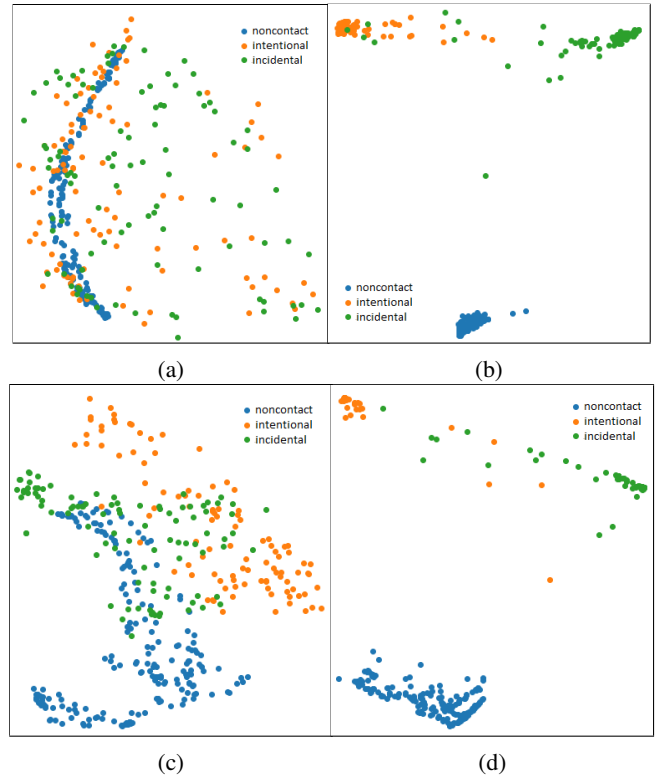 noncontact
intentional
incidental
noncontact
intentional
incidental
(a)
(b)
noncontact
intentional
incidental
noncontact
intentional
incidental
(c)
(d)